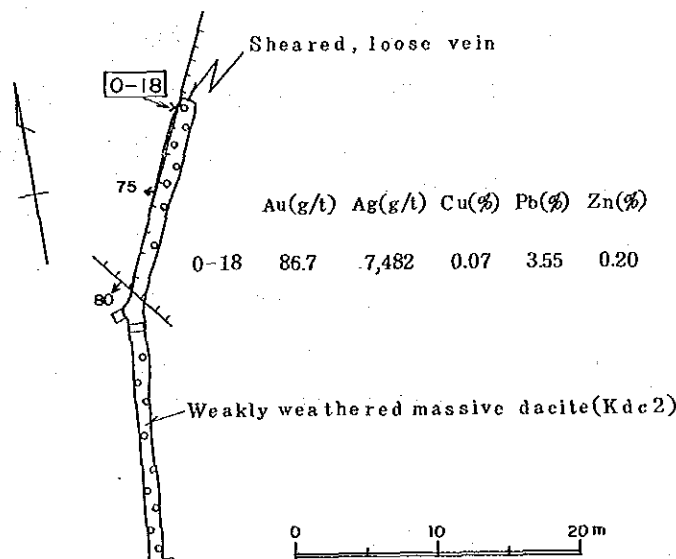 Sheared, loose vein
0-18
75
Au(g/t) Ag(g/t) Cu(%) Pb(%) Zn(%)
0-18 86.7 7,482 0.07 3.55 0.20
80
Weakly weathered massive dacite(Kdc2)
0 10 20 m